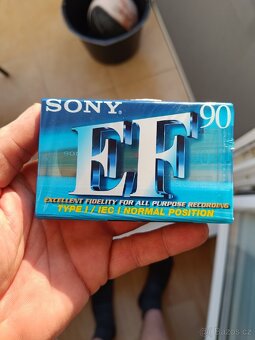 SONY
EF 90
EXCELLENT FIDELITY FOR ALL PURPOSE RECORDING
TYPE I / IEC I NORMAL POSITION